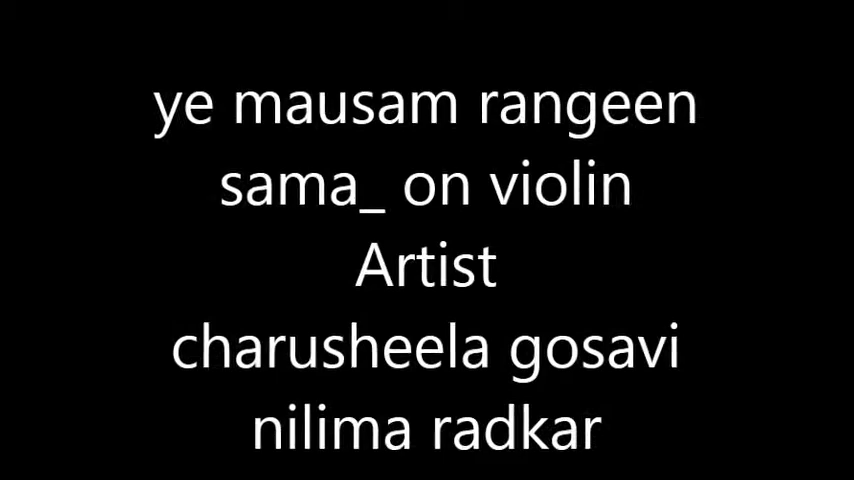 ye mausam rangeen
sama_ on violin
Artist
charusheela gosavi
nilima radkar